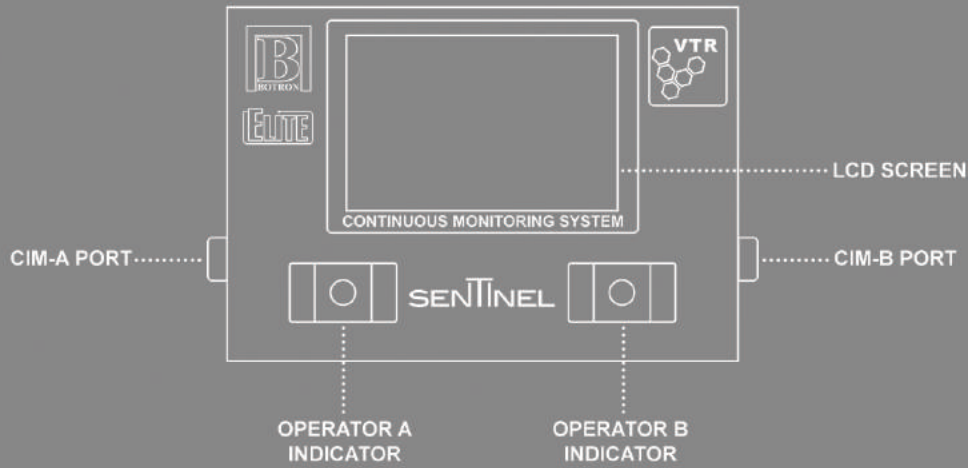 B
BOTRON
ELITE
VTR
LCD SCREEN
CONTINUOUS MONITORING SYSTEM
CIM-A PORT
CIM-B PORT
SENTINEL
OPERATOR A
INDICATOR
OPERATOR B
INDICATOR